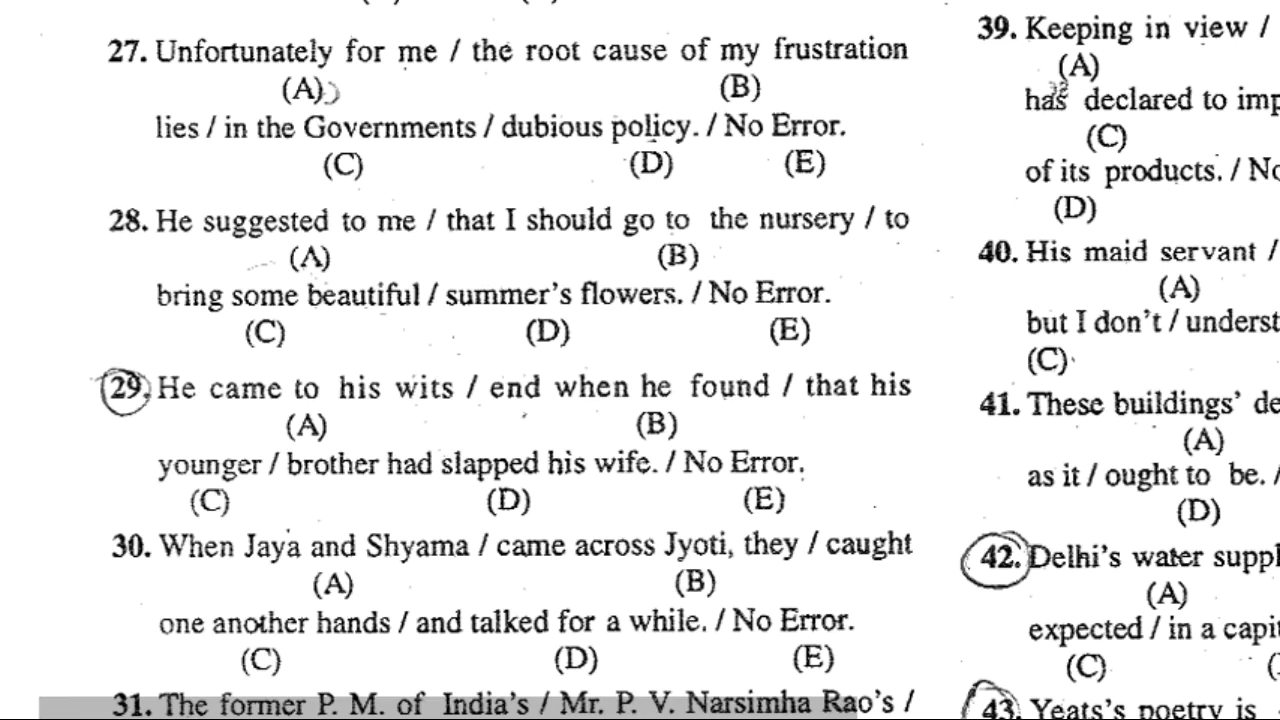 27. Unfortunately for me / the root cause of my frustration
(A) (B)
lies / in the Governments / dubious policy. / No Error.
(C) (D) (E)
28. He suggested to me / that I should go to the nursery / to
(A) (B)
bring some beautiful / summer's flowers. / No Error.
(C) (D) (E)
29. He came to his wits / end when he found / that his
(A) (B)
younger / brother had slapped his wife. / No Error.
(C) (D) (E)
30. When Jaya and Shyama / came across Jyoti, they / caught
(A) (B)
one another hands / and talked for a while. / No Error.
(C) (D) (E)
31. The former P. M. of India's / Mr. P. V. Narsimha Rao's /
39. Keeping in view /
(A)
has declared to
(C)
of its products. /
(D)
40. His maid servant /
(A)
but I don't /
(C)
41. These buildings'
(A)
as it / ought to be. /
(D)
42. Delhi's water
(A)
expected / in a
(C)
43. Yeats's poetry is